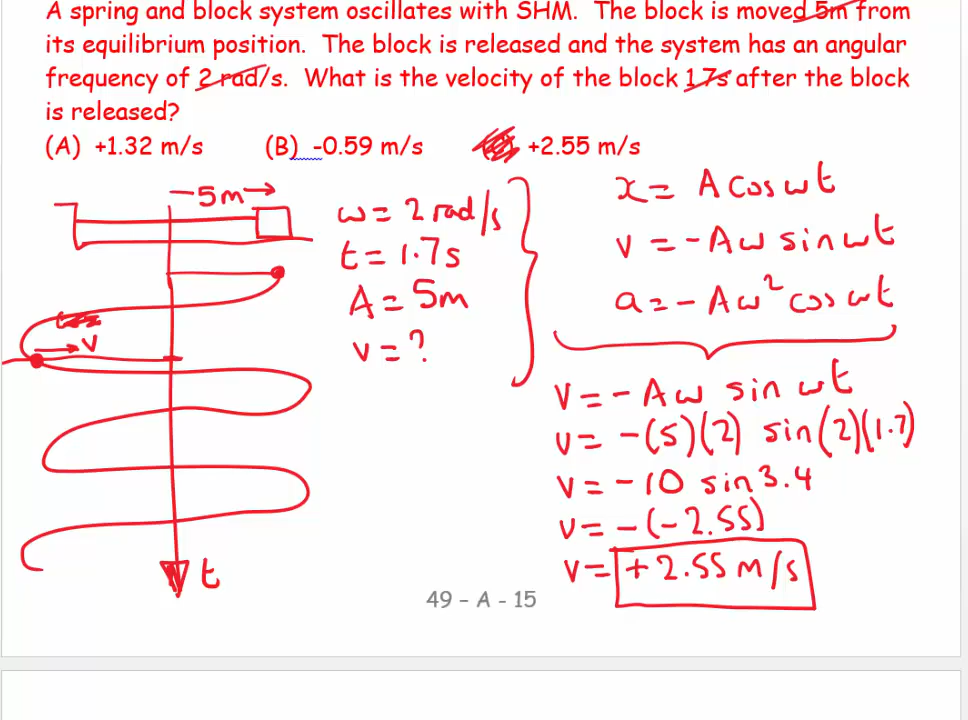 A spring and block system oscillates with SHM. The block is moved 5m from
its equilibrium position. The block is released and the system has an angular
frequency of 2 rad/s. What is the velocity of the block 1.7s after the block
is released?
(A) +1.32 m/s (B) -0.59 m/s +2.55 m/s
5m
ω = 2 rad/s
t = 1.7s
A = 5m
v = ?
x = A cos ωt
v = -Aω sin ωt
a = -Aω² cos ωt
v
v = -Aω sin ωt
v = -(5)(2) sin(2)(1.7)
v = -10 sin 3.4
v = -(-2.55)
v = +2.55 m/s
t
49 – A - 15